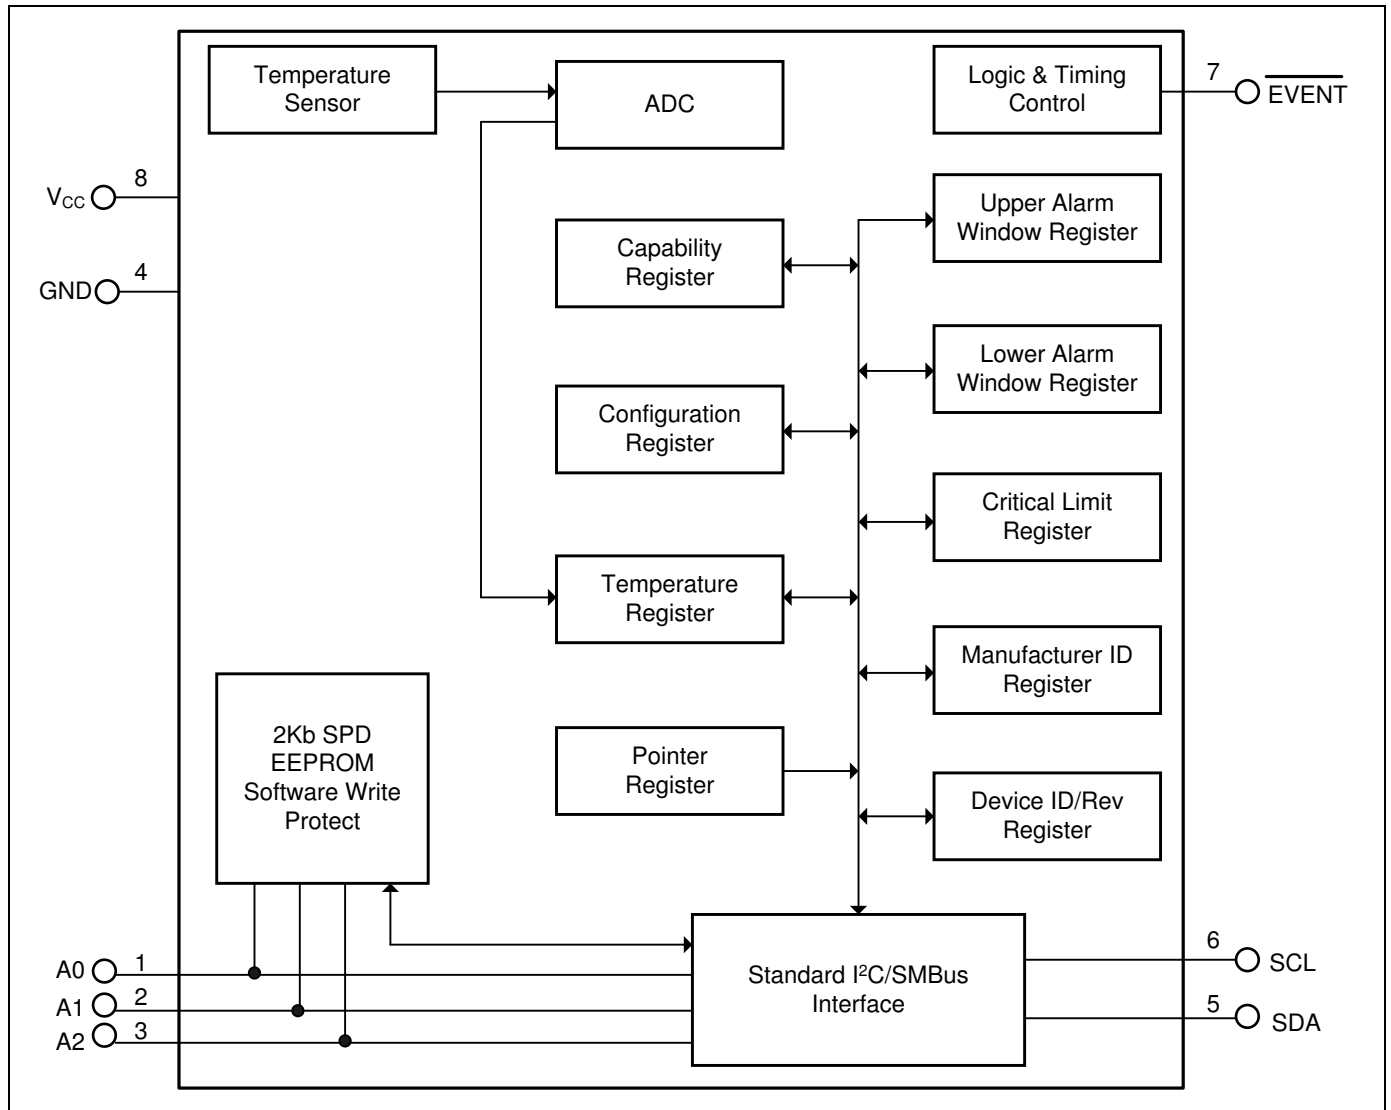 Temperature
Sensor
ADC
Logic & Timing
Control
7
EVENT
8
VCC
Upper Alarm
Window Register
Capability
Register
4
GND
Lower Alarm
Window Register
Configuration
Register
Critical Limit
Register
Temperature
Register
Manufacturer ID
Register
2Kb SPD
EEPROM
Software Write
Protect
Pointer
Register
Device ID/Rev
Register
A0
1
A1
2
A2
3
Standard I²C/SMBus
Interface
6
SCL
5
SDA